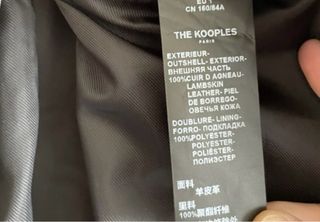 EU 1
CN 160/84A
THE KOOPLES
PARIS
EXTERIEUR-
OUTSHELL- EXTERIOR-
ВНЕШНЯЯ ЧАСТЬ
100%CUIR D AGNEAU-
LAMBSKIN
LEATHER- PIEL
DE BORREGO-
ОВЕЧЬЯ КОЖА
DOUBLURE- LINING-
FORRO- ПОДКЛАДКА
100%POLYESTER-
POLYESTER-
POLIÉSTER-
ПОЛИЭСТЕР
面料
羊皮革
里料
100%聚酯纤维